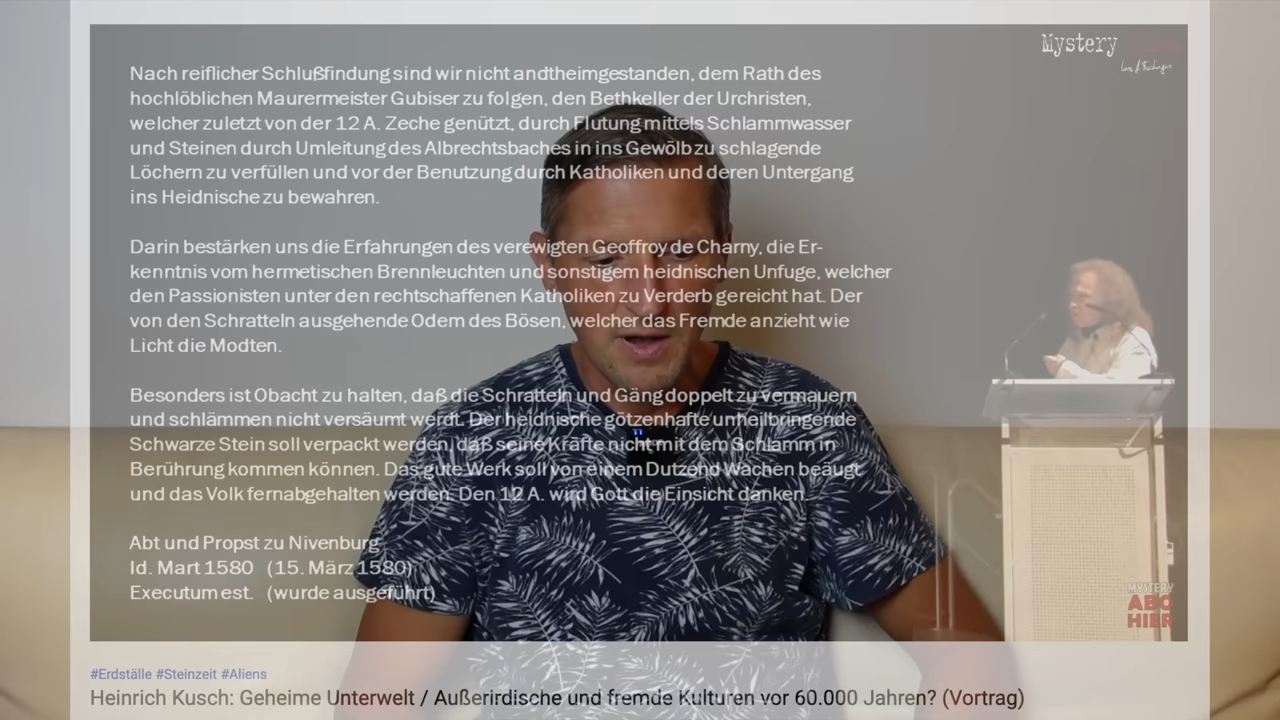 Mystery
Nach reiflicher Schlußfindung sind wir nicht andtheimgestanden, dem Rath des
hochlöblichen Maurermeister Gubiser zu folgen, den Bethkeller der Urchristen,
welcher zuletzt von der 12 A. Zeche genützt, durch Flutung mittels Schlammwasser
und Steinen durch Umleitung des Albrechtsbaches in ins Gewölb zu schlagende
Löchern zu verfüllen und vor der Benutzung durch Katholiken und deren Untergang
ins Heidnische zu bewahren.
Darin bestärken uns die Erfahrungen des verewigten Geoffroy de Charny, die Er-
kenntnis vom hermetischen Brennleuchten und sonstigem heidnischen Unfuge, welcher
den Passionisten unter den rechtschaffenen Katholiken zu Verderb gereicht hat. Der
von den Schratteln ausgehende Odem des Bösen, welcher das Fremde anzieht wie
Licht die Modten.
Besonders ist Obacht zu halten, daß die Schratteln und Gäng doppelt zu vermauern
und schlämmen nicht versäumt werdt. Der heidnische götzenhafte unheilbringende
Schwarze Stein soll verpackt werden, daß seine Kräfte nicht mit dem Schlamm in
Berührung kommen können. Das gute Werk soll von einem Dutzend Wachen beäugt
und das Volk fernabgehalten werden. Den 12 A. wird Gott die Einsicht danken.
Abt und Propst zu Nivenburg
Id. Mart 1580 (15. März 1580)
Executum est. (wurde ausgeführt)
MYSTERY
ABO
HIER
#Erdställe #Steinzeit #Aliens
Heinrich Kusch: Geheime Unterwelt / Außerirdische und fremde Kulturen vor 60.000 Jahren? (Vortrag)